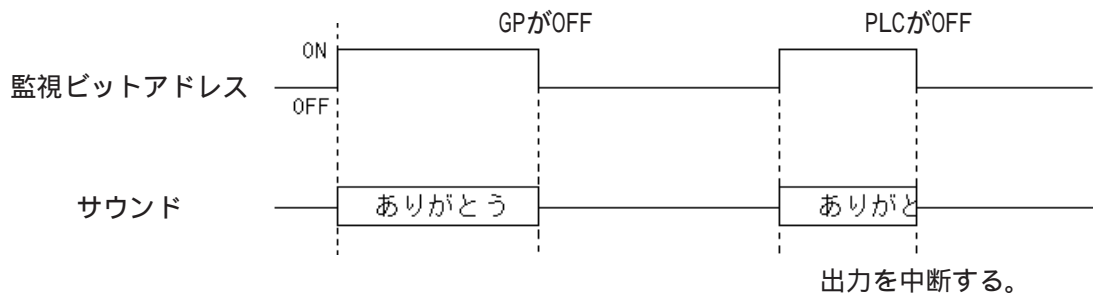 GPがOFF
PLCがOFF
ON
監視ビットアドレス
OFF
サウンド
ありがとう
ありがと
出力を中断する。